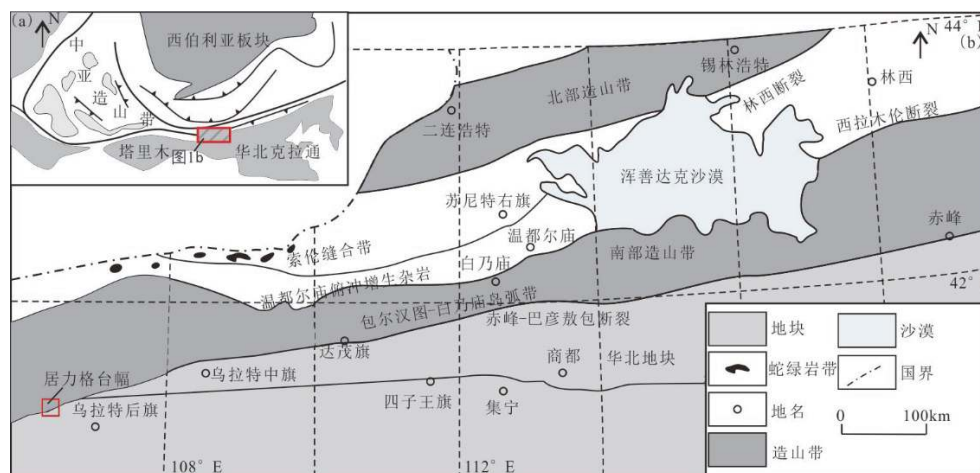 (a)
N
西伯利亚板块
中
亚
造
山
带
塔里木
图1b
华北克拉通
44°
N
(b)
锡林浩特
北部造山带
二连浩特
林西断裂
林西
西拉木伦断裂
浑善达克沙漠
苏尼特右旗
温都尔庙
索伦缝合带
白乃庙
南部造山带
赤峰
温都尔庙俯冲增生杂岩
42°
包尔汉图-白乃庙岛弧带
赤峰-巴彦敖包断裂
达茂旗
商都
华北地块
居力格台幅
乌拉特中旗
四子王旗
集宁
乌拉特后旗
108° E
112° E
地块
沙漠
蛇绿岩带
国界
地名
0
100km
造山带